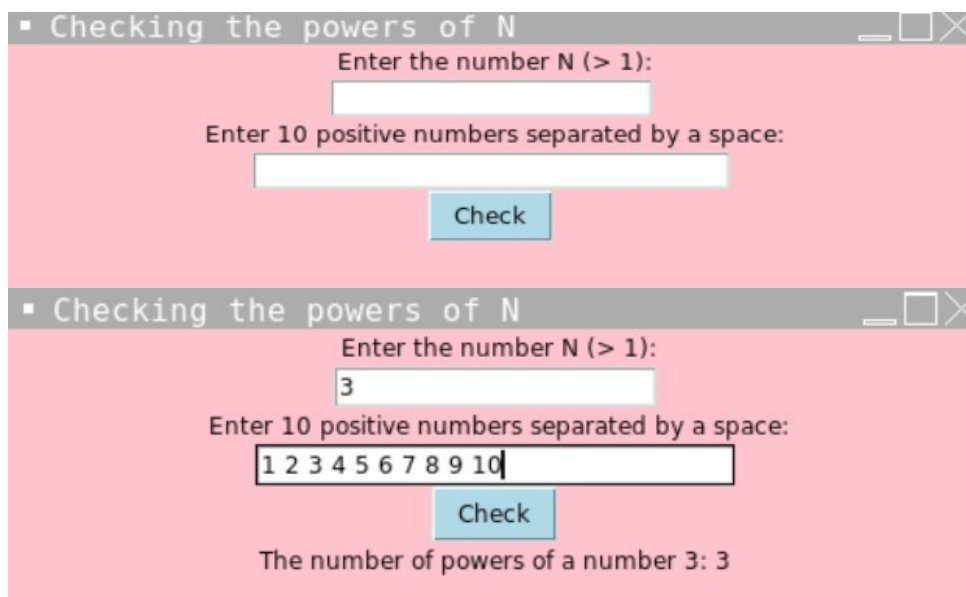 Checking the powers of N
Enter the number N (> 1):
Enter 10 positive numbers separated by a space:
Check
Checking the powers of N
Enter the number N (> 1):
3
Enter 10 positive numbers separated by a space:
1 2 3 4 5 6 7 8 9 10
Check
The number of powers of a number 3: 3